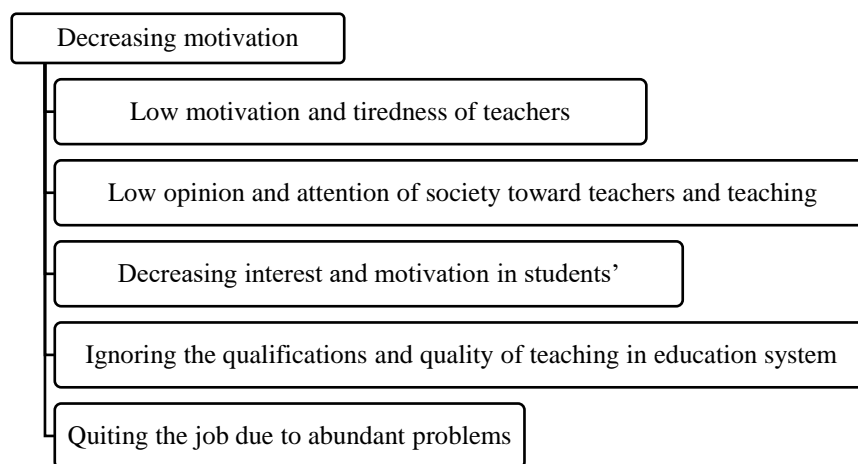 Decreasing motivation
Low motivation and tiredness of teachers
Low opinion and attention of society toward teachers and teaching
Decreasing interest and motivation in students’
Ignoring the qualifications and quality of teaching in education system
Quiting the job due to abundant problems